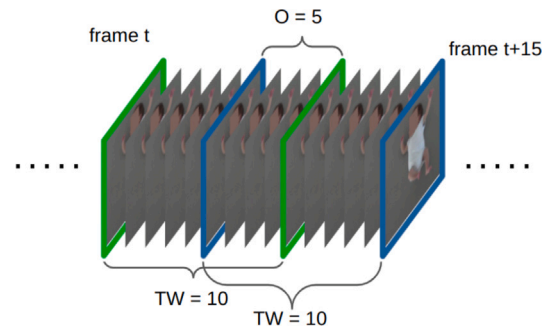 O = 5
frame t
frame t+15
TW = 10
TW = 10